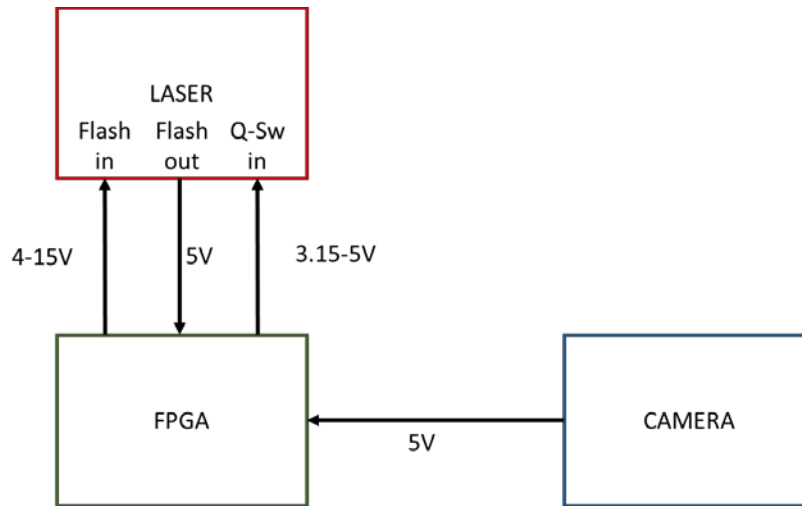 LASER
Flash Flash Q-Sw
in out in
4-15V 5V 3.15-5V
FPGA CAMERA
5V